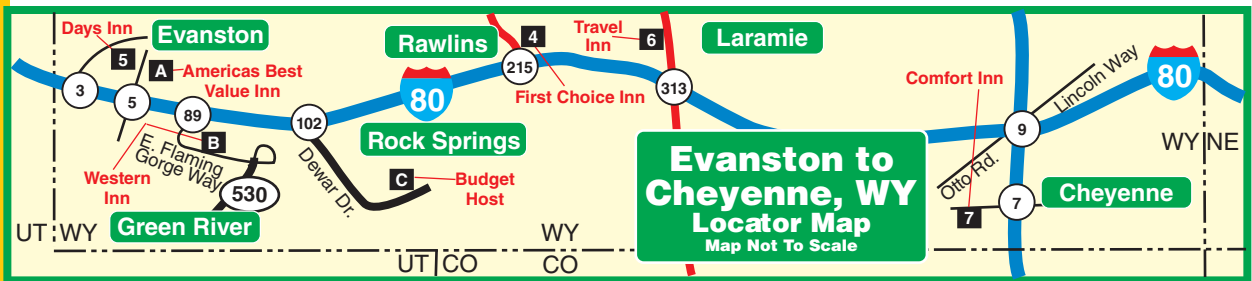 Days Inn
5
Evanston
A
Americas Best
Value Inn
3
5
89
B
E. Flaming
Gorge Way
Western
Inn
530
Green River
UT
WY
102
Dewar Dr.
C
Budget
Host
80
Rock Springs
Rawlins
4
215
First Choice Inn
Travel
Inn
6
313
Laramie
Evanston to
Cheyenne, WY
Locator Map
Map Not To Scale
WY
UT
CO
CO
Comfort Inn
9
Lincoln Way
80
Otto Rd.
7
7
Cheyenne
WY
NE